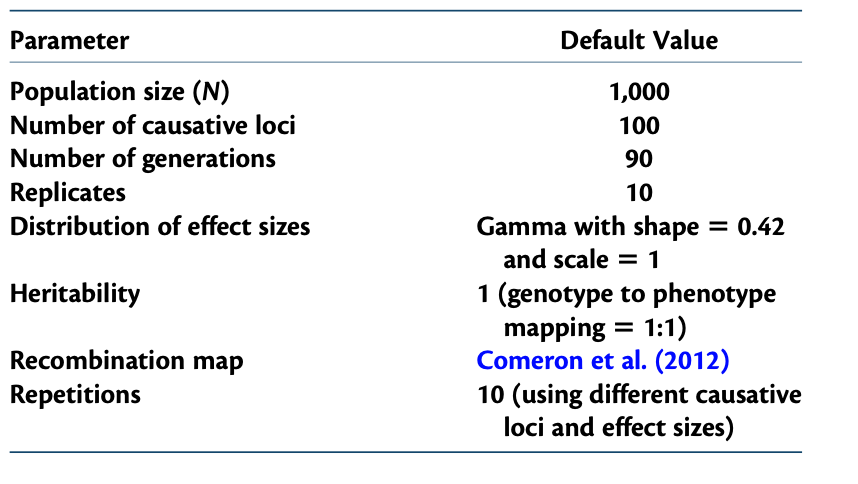 Parameter Default Value
Population size (N) 1,000
Number of causative loci 100
Number of generations 90
Replicates 10
Distribution of effect sizes Gamma with shape = 0.42
and scale = 1
Heritability 1 (genotype to phenotype
mapping = 1:1)
Recombination map Comeron et al. (2012)
Repetitions 10 (using different causative
loci and effect sizes)